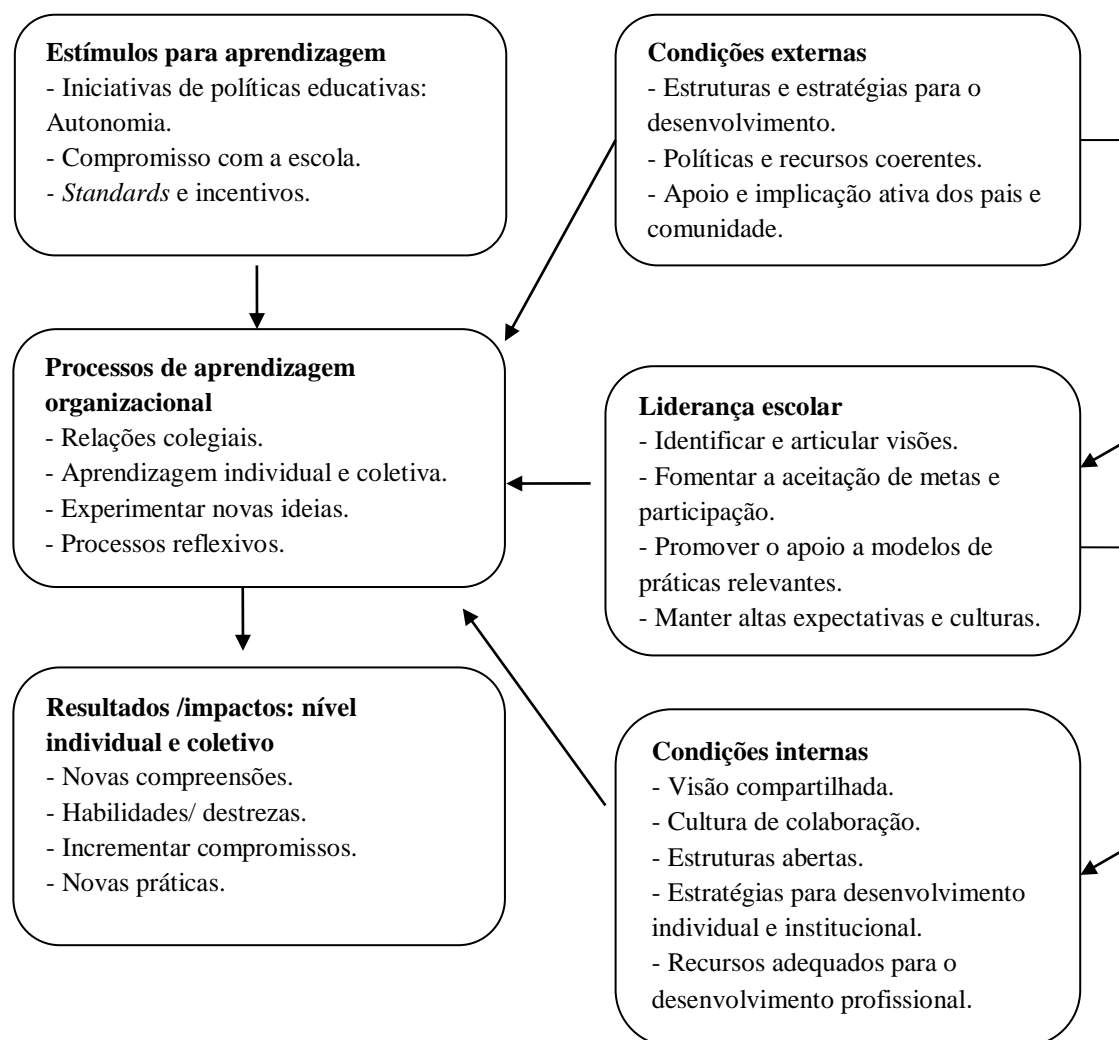 Estímulos para aprendizagem
- Iniciativas de políticas educativas:
Autonomia.
- Compromisso com a escola.
- Standards e incentivos.
Processos de aprendizagem
organizacional
- Relações colegiais.
- Aprendizagem individual e coletiva.
- Experimentar novas ideias.
- Processos reflexivos.
Resultados /impactos: nível
individual e coletivo
- Novas compreensões.
- Habilidades/ destrezas.
- Incrementar compromissos.
- Novas práticas.
Condições externas
- Estruturas e estratégias para o
desenvolvimento.
- Políticas e recursos coerentes.
- Apoio e implicação ativa dos pais e
comunidade.
Liderança escolar
- Identificar e articular visões.
- Fomentar a aceitação de metas e
participação.
- Promover o apoio a modelos de
práticas relevantes.
- Manter altas expectativas e culturas.
Condições internas
- Visão compartilhada.
- Cultura de colaboração.
- Estruturas abertas.
- Estratégias para desenvolvimento
individual e institucional.
- Recursos adequados para o
desenvolvimento profissional.